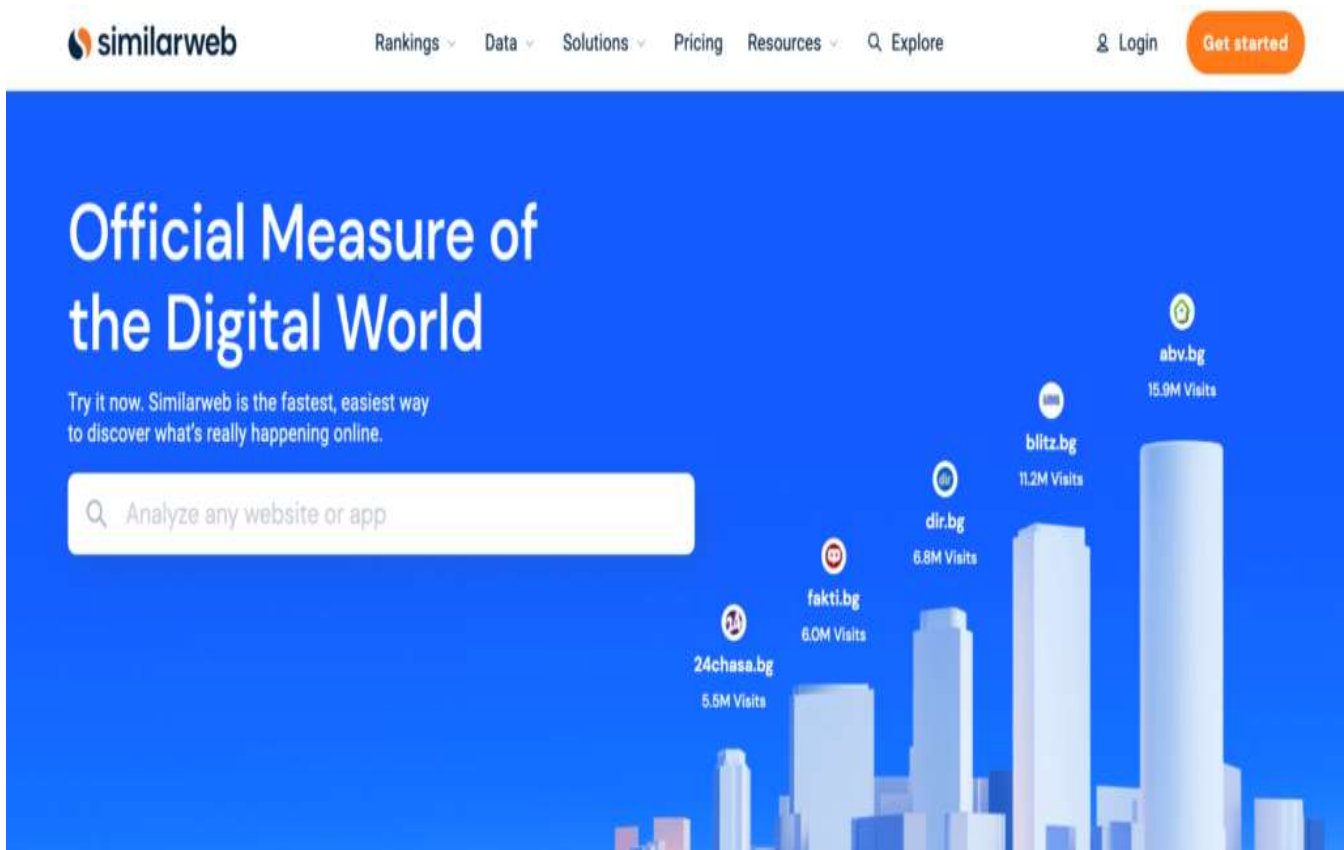 similarweb
Rankings Data Solutions Pricing Resources Explore Login Get started
Official Measure of
the Digital World
Try it now. Similarweb is the fastest, easiest way
to discover what's really happening online.
Analyze any website or app
24chasa.bg
5.5M Visits
fakti.bg
6.0M Visits
dir
dir.bg
6.8M Visits
blitz.bg
11.2M Visits
abv.bg
15.9M Visits